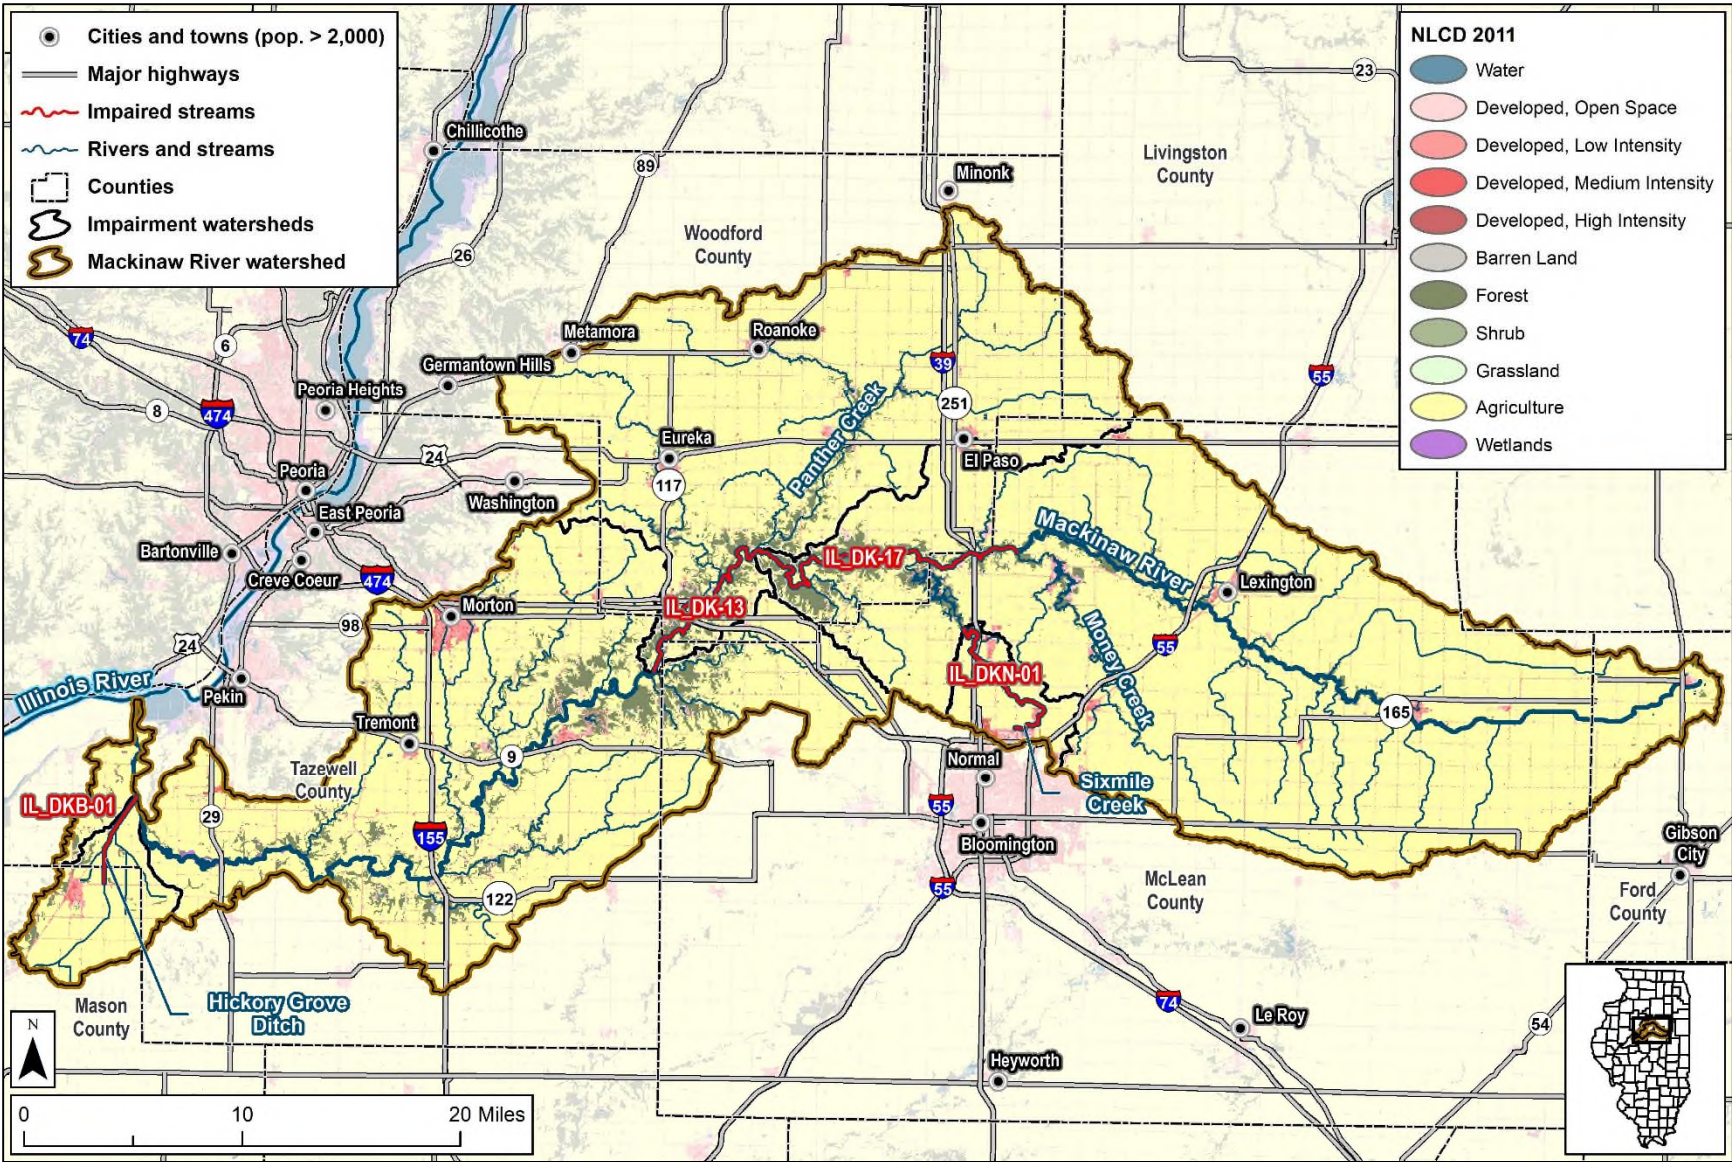 Cities and towns (pop. > 2,000)
Major highways
Impaired streams
Rivers and streams
Counties
Impairment watersheds
Mackinaw River watershed
NLCD 2011
Water
Developed, Open Space
Developed, Low Intensity
Developed, Medium Intensity
Developed, High Intensity
Barren Land
Forest
Shrub
Grassland
Agriculture
Wetlands
23
Chillicothe
89
Livingston
County
Minonk
Woodford
County
26
74
6
Metamora
Roanoke
Germantown Hills
39
55
Peoria Heights
8
474
251
Panther Creek
Eureka
24
El Paso
Peoria
117
Washington
East Peoria
Mackinaw River
Bartonville
IL_DK-17
Creve Coeur
474
Lexington
Morton
IL_DK-13
98
Money Creek
24
55
IL_DKN-01
Illinois River
Pekin
165
Tremont
9
Normal
Tazewell
County
Sixmile
Creek
IL_DKB-01
29
55
155
Bloomington
Gibson
City
55
McLean
County
122
Ford
County
Hickory Grove
Ditch
Mason
County
74
Le Roy
54
N
Heyworth
0
10
20 Miles